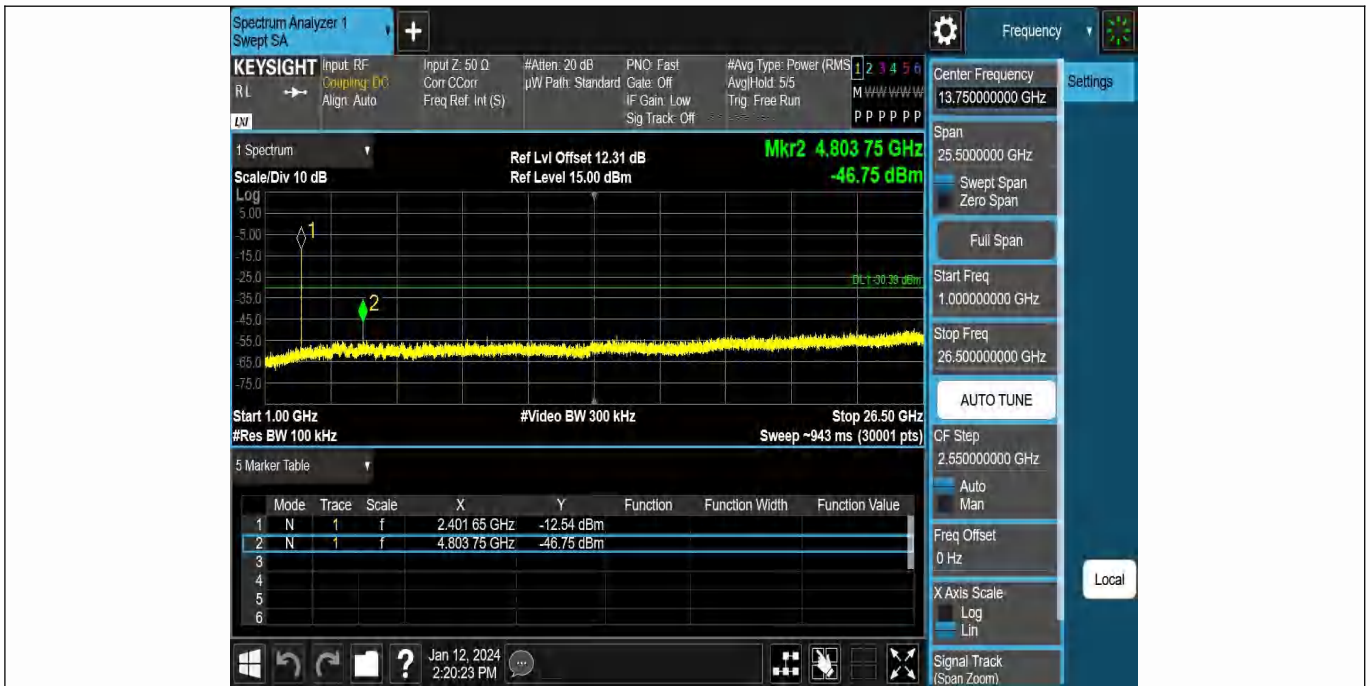 Spectrum Analyzer 1
Swept SA
+
Frequency
KEYSIGHT
RL
LXI
Input: RF
Coupling: DC
Align: Auto
Input Z: 50 Ω
Corr CCorr
Freq Ref: Int (S)
#Atten: 20 dB
µW Path: Standard
PNO: Fast
Gate: Off
IF Gain: Low
Sig Track: Off
#Avg Type: Power (RMS
Avg|Hold: 5/5
Trig: Free Run
1 2 3 4 5 6
M W W W W W
P P P P P P
1 Spectrum
Scale/Div 10 dB
Ref Lvl Offset 12.31 dB
Ref Level 15.00 dBm
Mkr2 4.803 75 GHz
-46.75 dBm
Log
5.00
-5.00
-15.0
-25.0
-35.0
-45.0
-55.0
-65.0
-75.0
1
2
DL1 -30.39 dBm
Start 1.00 GHz
#Res BW 100 kHz
#Video BW 300 kHz
Stop 26.50 GHz
Sweep ~943 ms (30001 pts)
5 Marker Table
Mode Trace Scale X Y Function Function Width Function Value
1 N 1 f 2.401 65 GHz -12.54 dBm
2 N 1 f 4.803 75 GHz -46.75 dBm
3
4
5
6
Center Frequency
13.750000000 GHz
Settings
Span
25.5000000 GHz
Swept Span
Zero Span
Full Span
Start Freq
1.000000000 GHz
Stop Freq
26.500000000 GHz
AUTO TUNE
CF Step
2.550000000 GHz
Auto
Man
Freq Offset
0 Hz
X Axis Scale
Log
Lin
Local
Signal Track
(Span Zoom)
?
Jan 12, 2024
2:20:23 PM